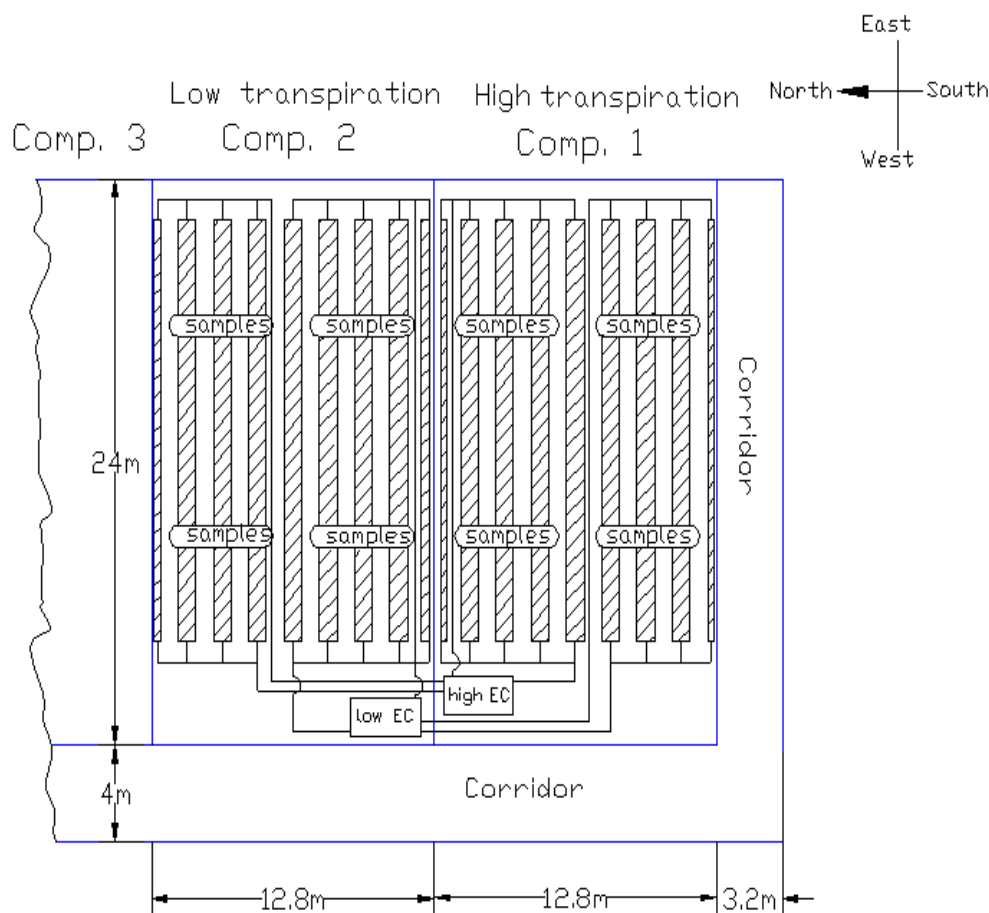 East
North
South
West
Low transpiration
High transpiration
Comp. 3
Comp. 2
Comp. 1
samples
samples
samples
samples
Corridor
24m
samples
samples
samples
samples
high EC
low EC
4m
Corridor
12.8m
12.8m
3.2m